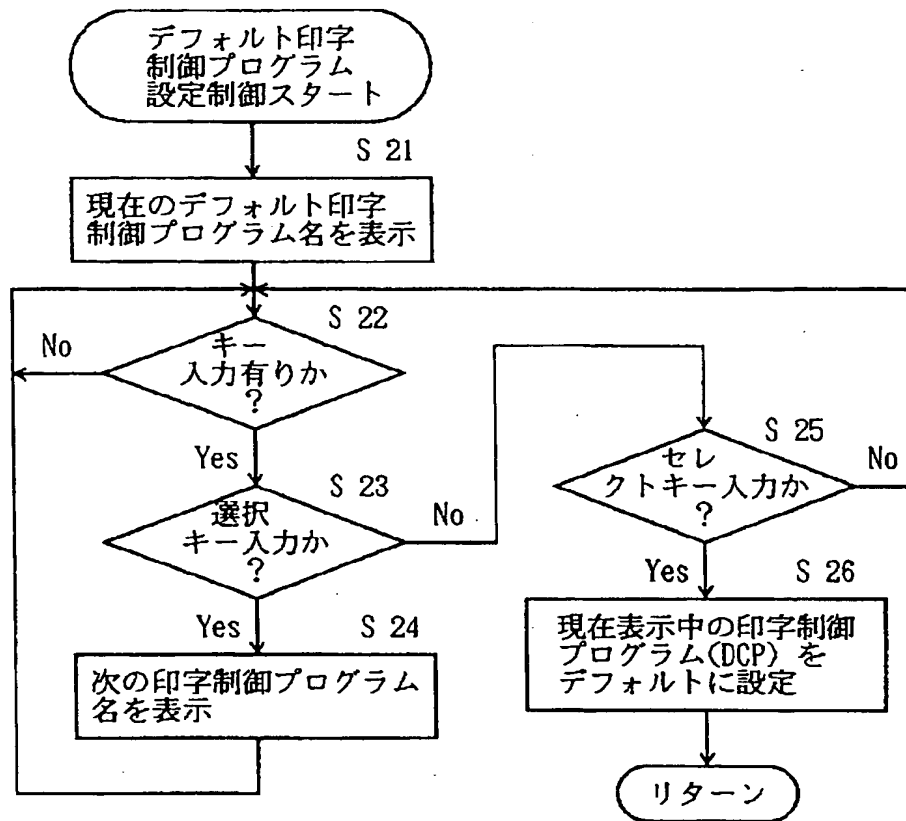 デフォルト印字
制御プログラム
設定制御スタート
S 21
現在のデフォルト印字
制御プログラム名を表示
S 22
No
キー
入力有りか
?
Yes
S 23
選択
キー入力か
?
No
Yes
S 24
次の印字制御プログラム
名を表示
S 25
セレ
クトキー入力か
?
No
Yes
S 26
現在表示中の印字制御
プログラム(DCP) を
デフォルトに設定
リターン